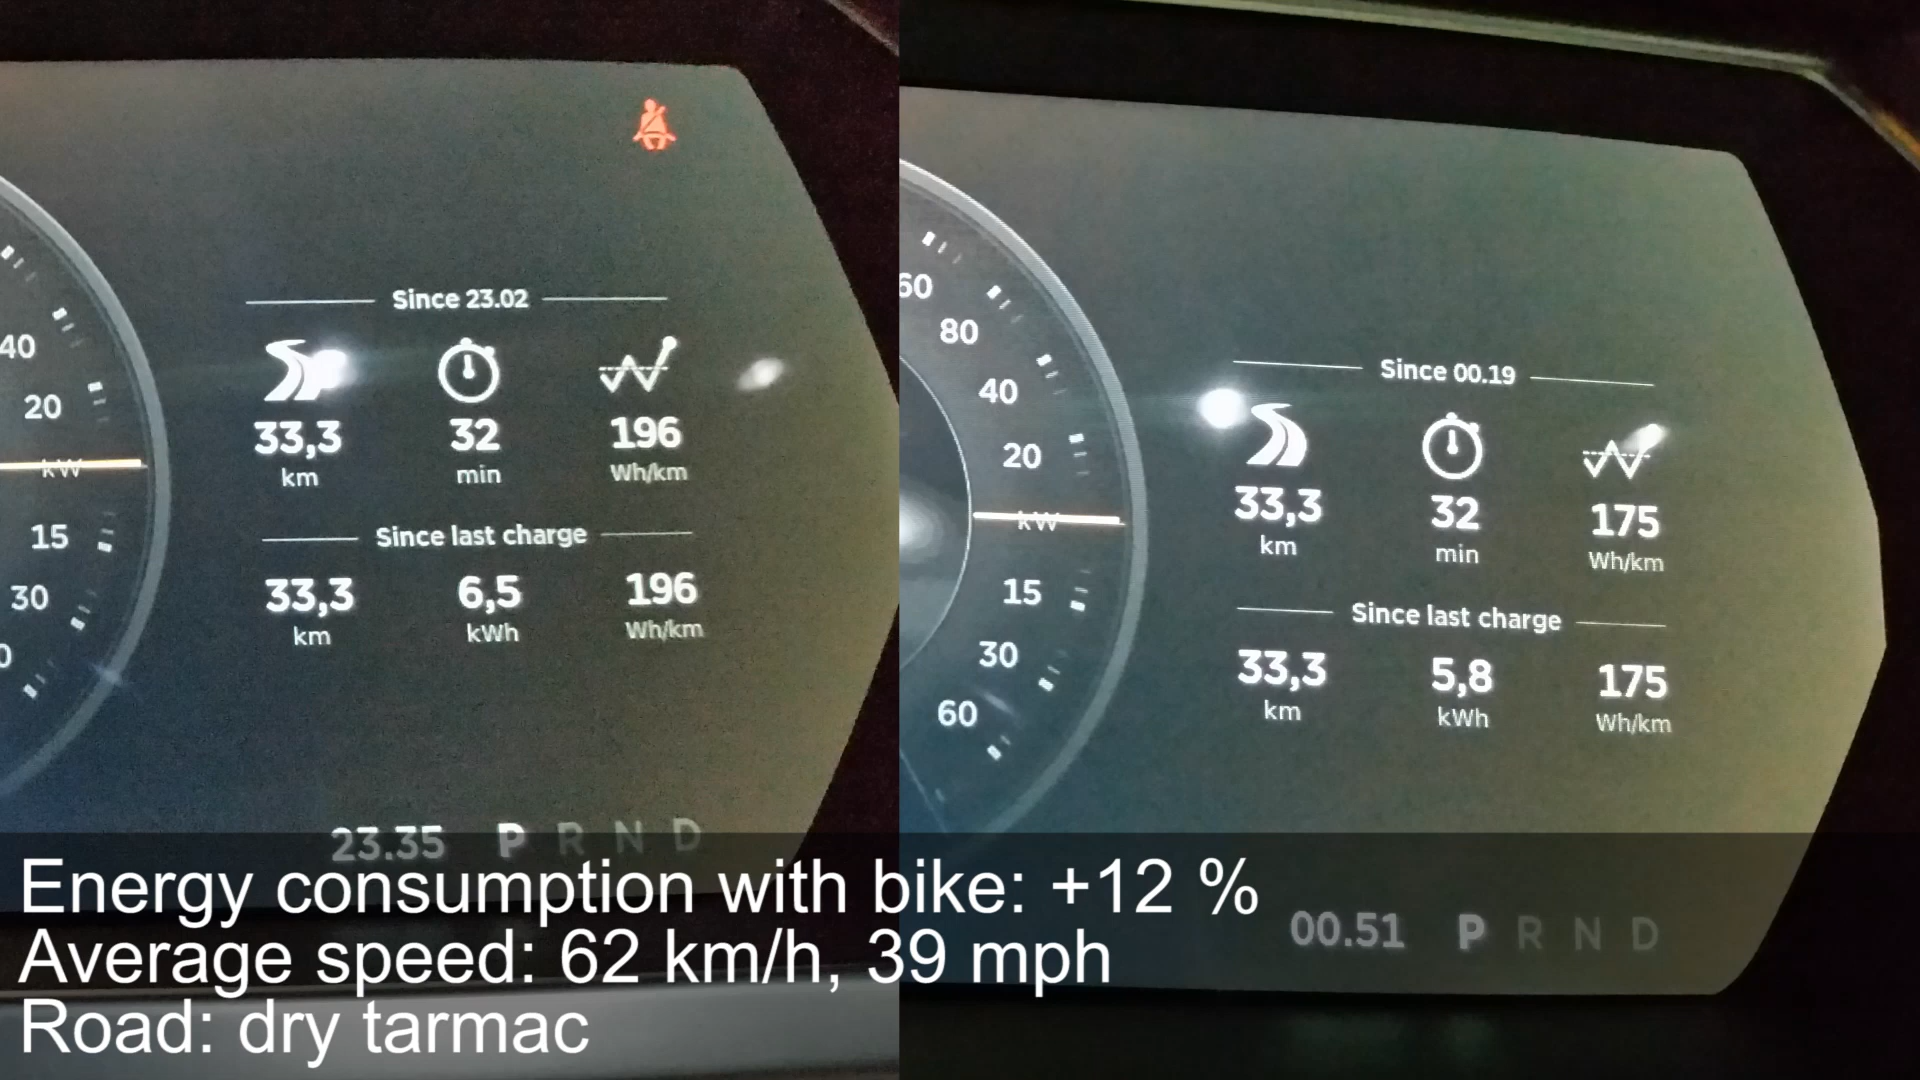 Since 23.02
33,3 32 196
km min Wh/km
Since last charge
33,3 6,5 196
km kWh Wh/km
40
20
kW
15
30
0
23.35 P R N D
Since 00.19
33,3 32 175
km min Wh/km
Since last charge
33,3 5,8 175
km kWh Wh/km
60
80
40
20
kW
15
30
60
00.51 P R N D
Energy consumption with bike: +12 %
Average speed: 62 km/h, 39 mph
Road: dry tarmac